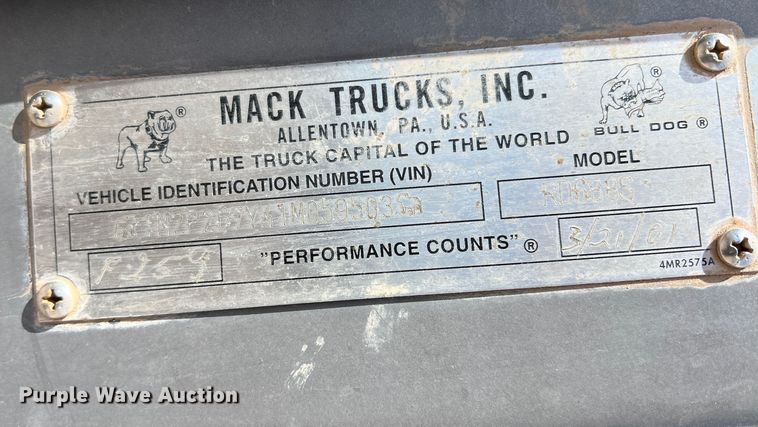 MACK TRUCKS, INC.
ALLENTOWN, PA., U.S.A.
THE TRUCK CAPITAL OF THE WORLD
® BULL DOG ®
®
VEHICLE IDENTIFICATION NUMBER (VIN)
MODEL
"PERFORMANCE COUNTS"®
3/21/01
4MR2575A
Purple Wave Auction